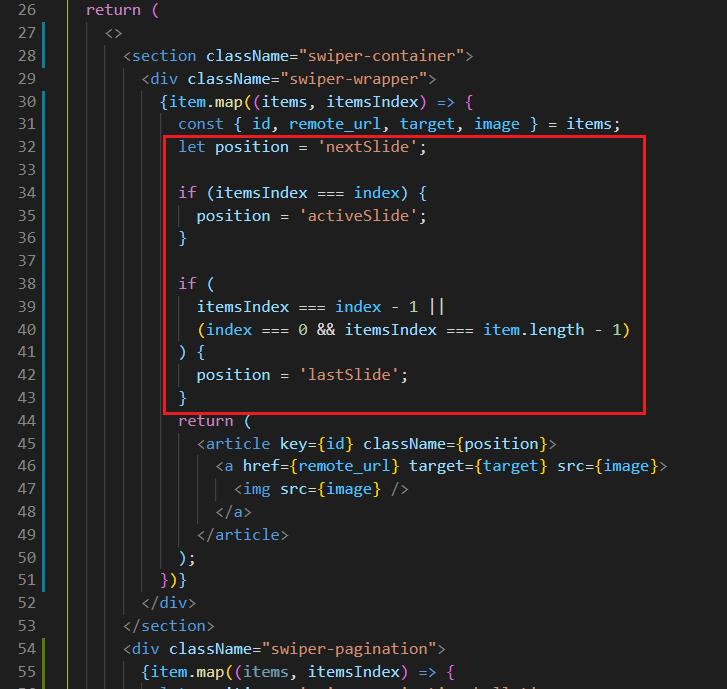 26 return (
27 <>
28 <section className="swiper-container">
29 <div className="swiper-wrapper">
30 {item.map((items, itemsIndex) => {
31 const { id, remote_url, target, image } = items;
32 let position = 'nextSlide';
33
34 if (itemsIndex === index) {
35 position = 'activeSlide';
36 }
37
38 if (
39 itemsIndex === index - 1 ||
40 (index === 0 && itemsIndex === item.length - 1)
41 ) {
42 position = 'lastSlide';
43 }
44 return (
45 <article key={id} className={position}>
46 <a href={remote_url} target={target} src={image}>
47 <img src={image} />
48 </a>
49 </article>
50 );
51 })}
52 </div>
53 </section>
54 <div className="swiper-pagination">
55 {item.map((items, itemsIndex) => {